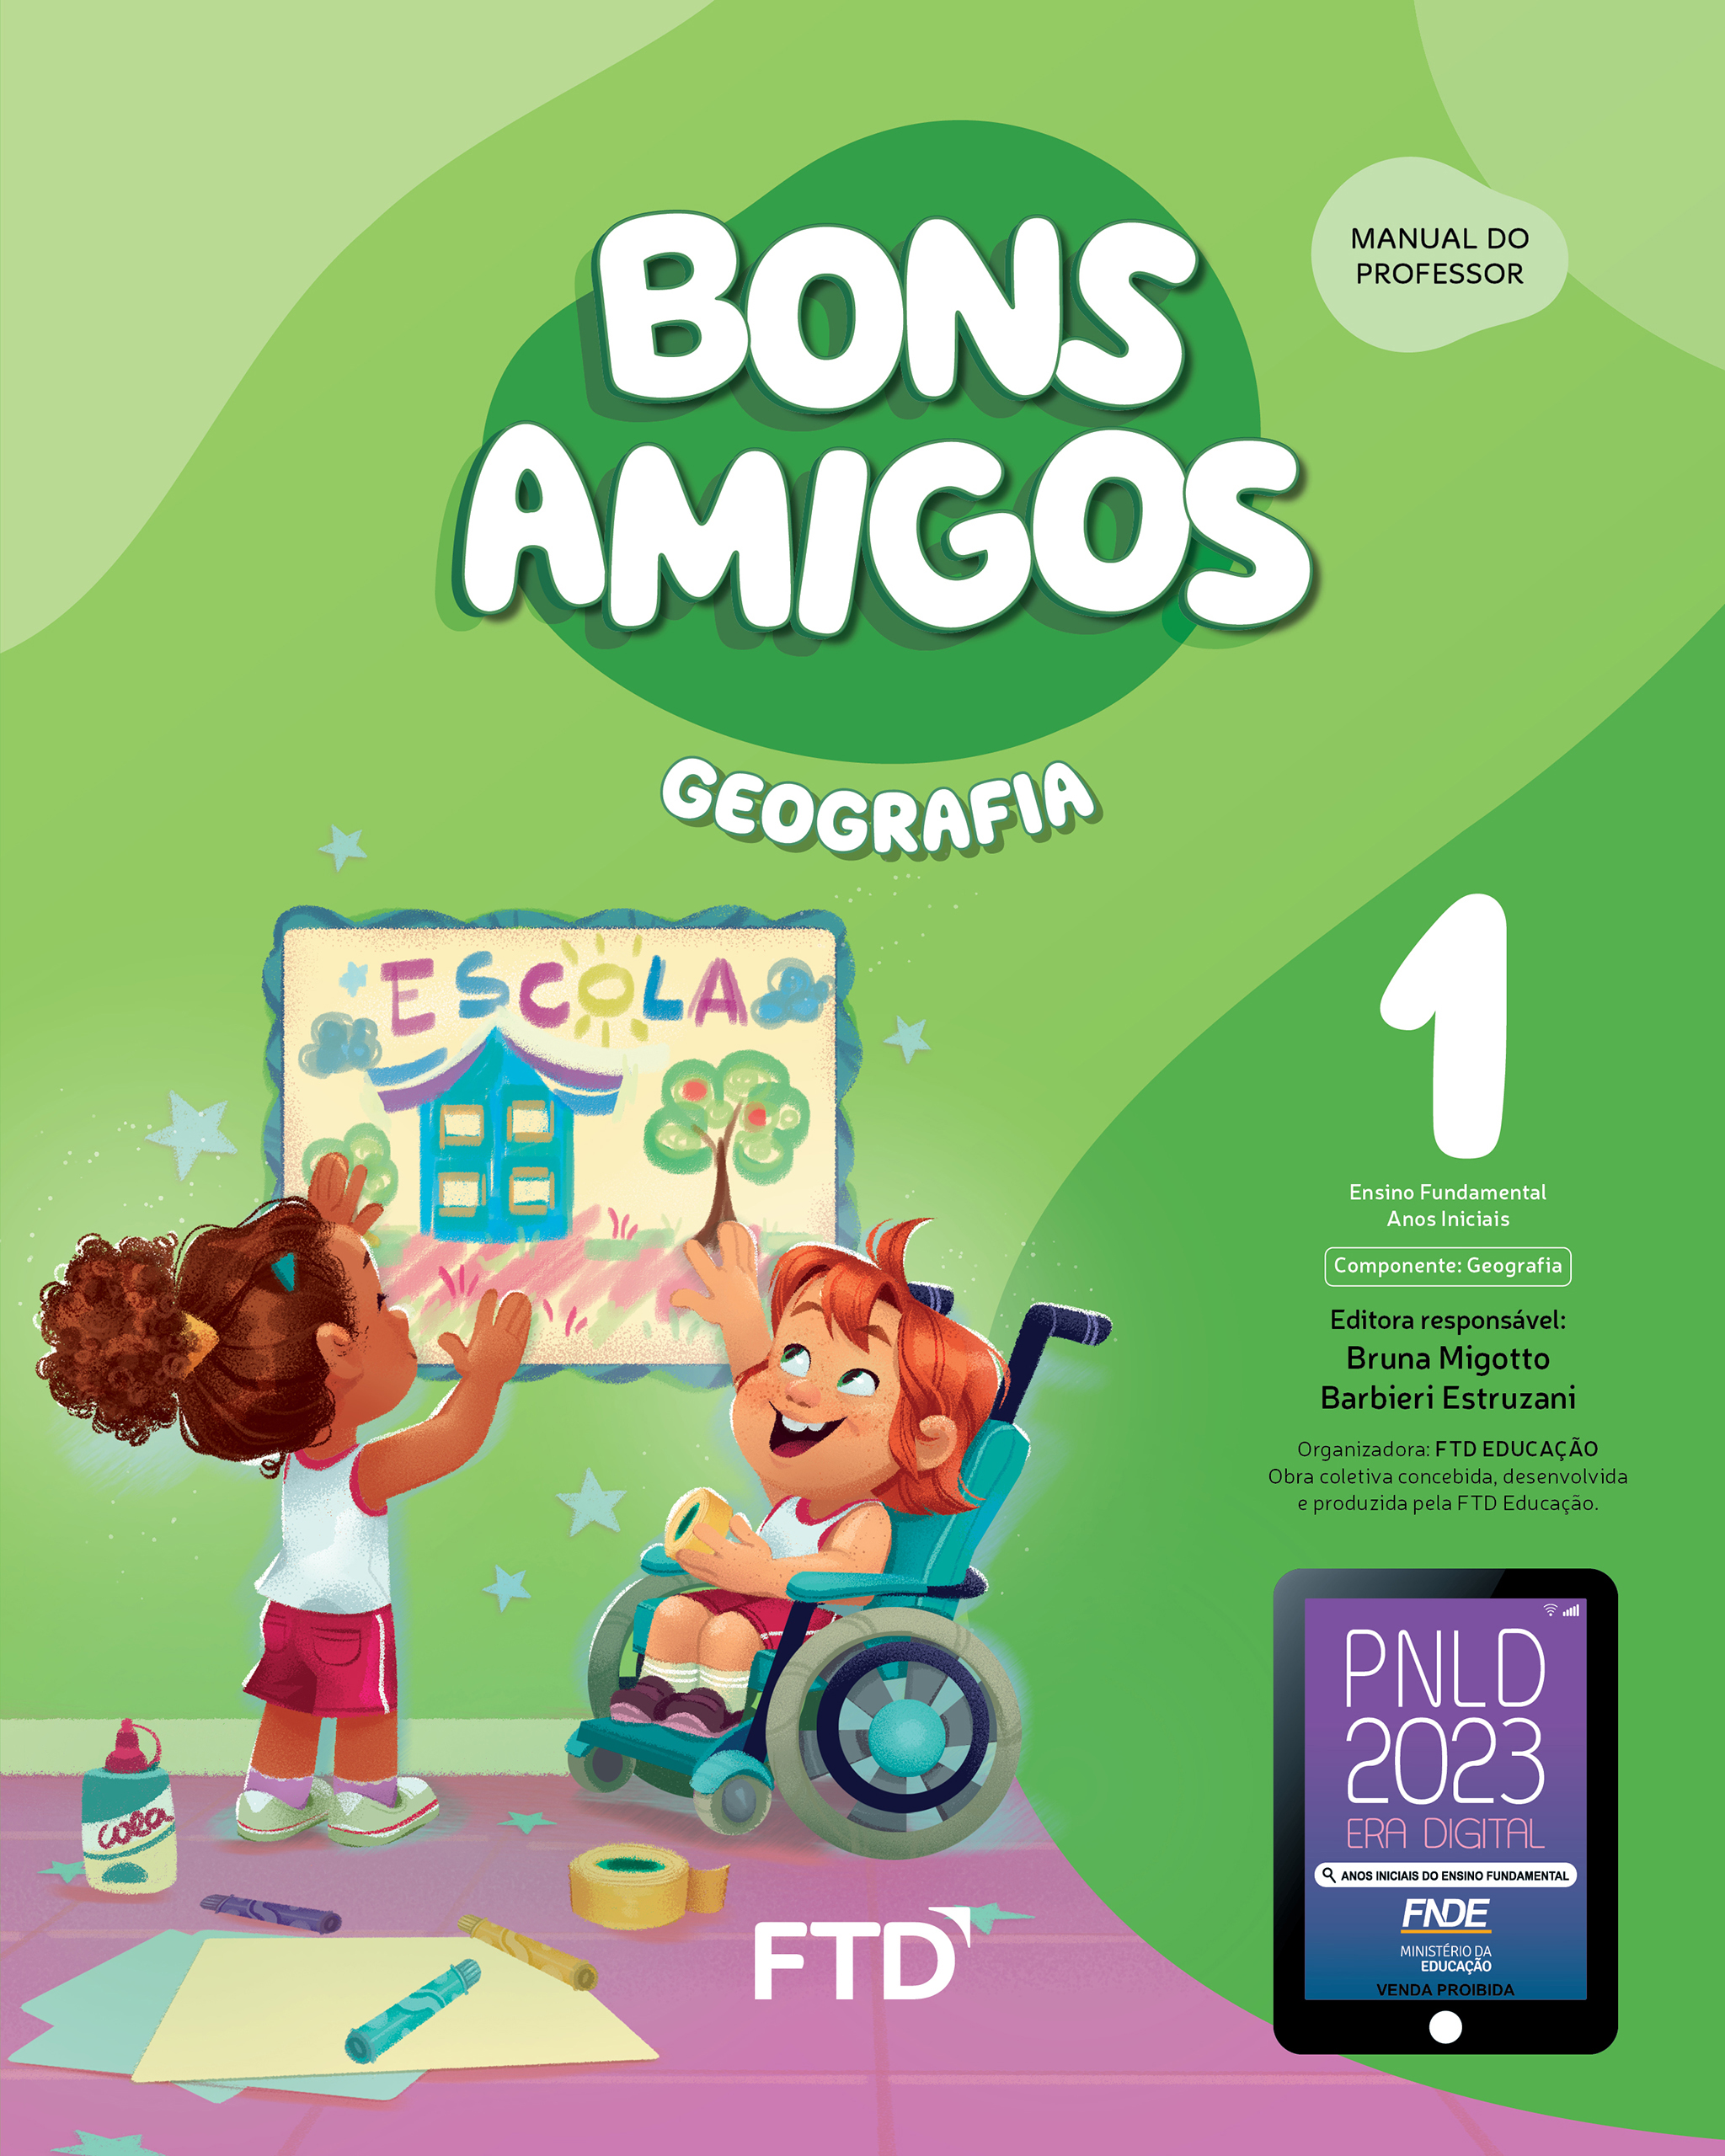 BONS
AMIGOS
MANUAL DO
PROFESSOR
GEOGRAFIA
ESCOLA
1
Ensino Fundamental
Anos Iniciais
Componente: Geografia
Editora responsável:
Bruna Migotto
Barbieri Estruzani
Organizadora: FTD EDUCAÇÃO
Obra coletiva concebida, desenvolvida
e produzida pela FTD Educação.
PNLD
2023
ERA DIGITAL
ANOS INICIAIS DO ENSINO FUNDAMENTAL
FNDE
MINISTÉRIO DA
EDUCAÇÃO
VENDA PROIBIDA
cola
FTD